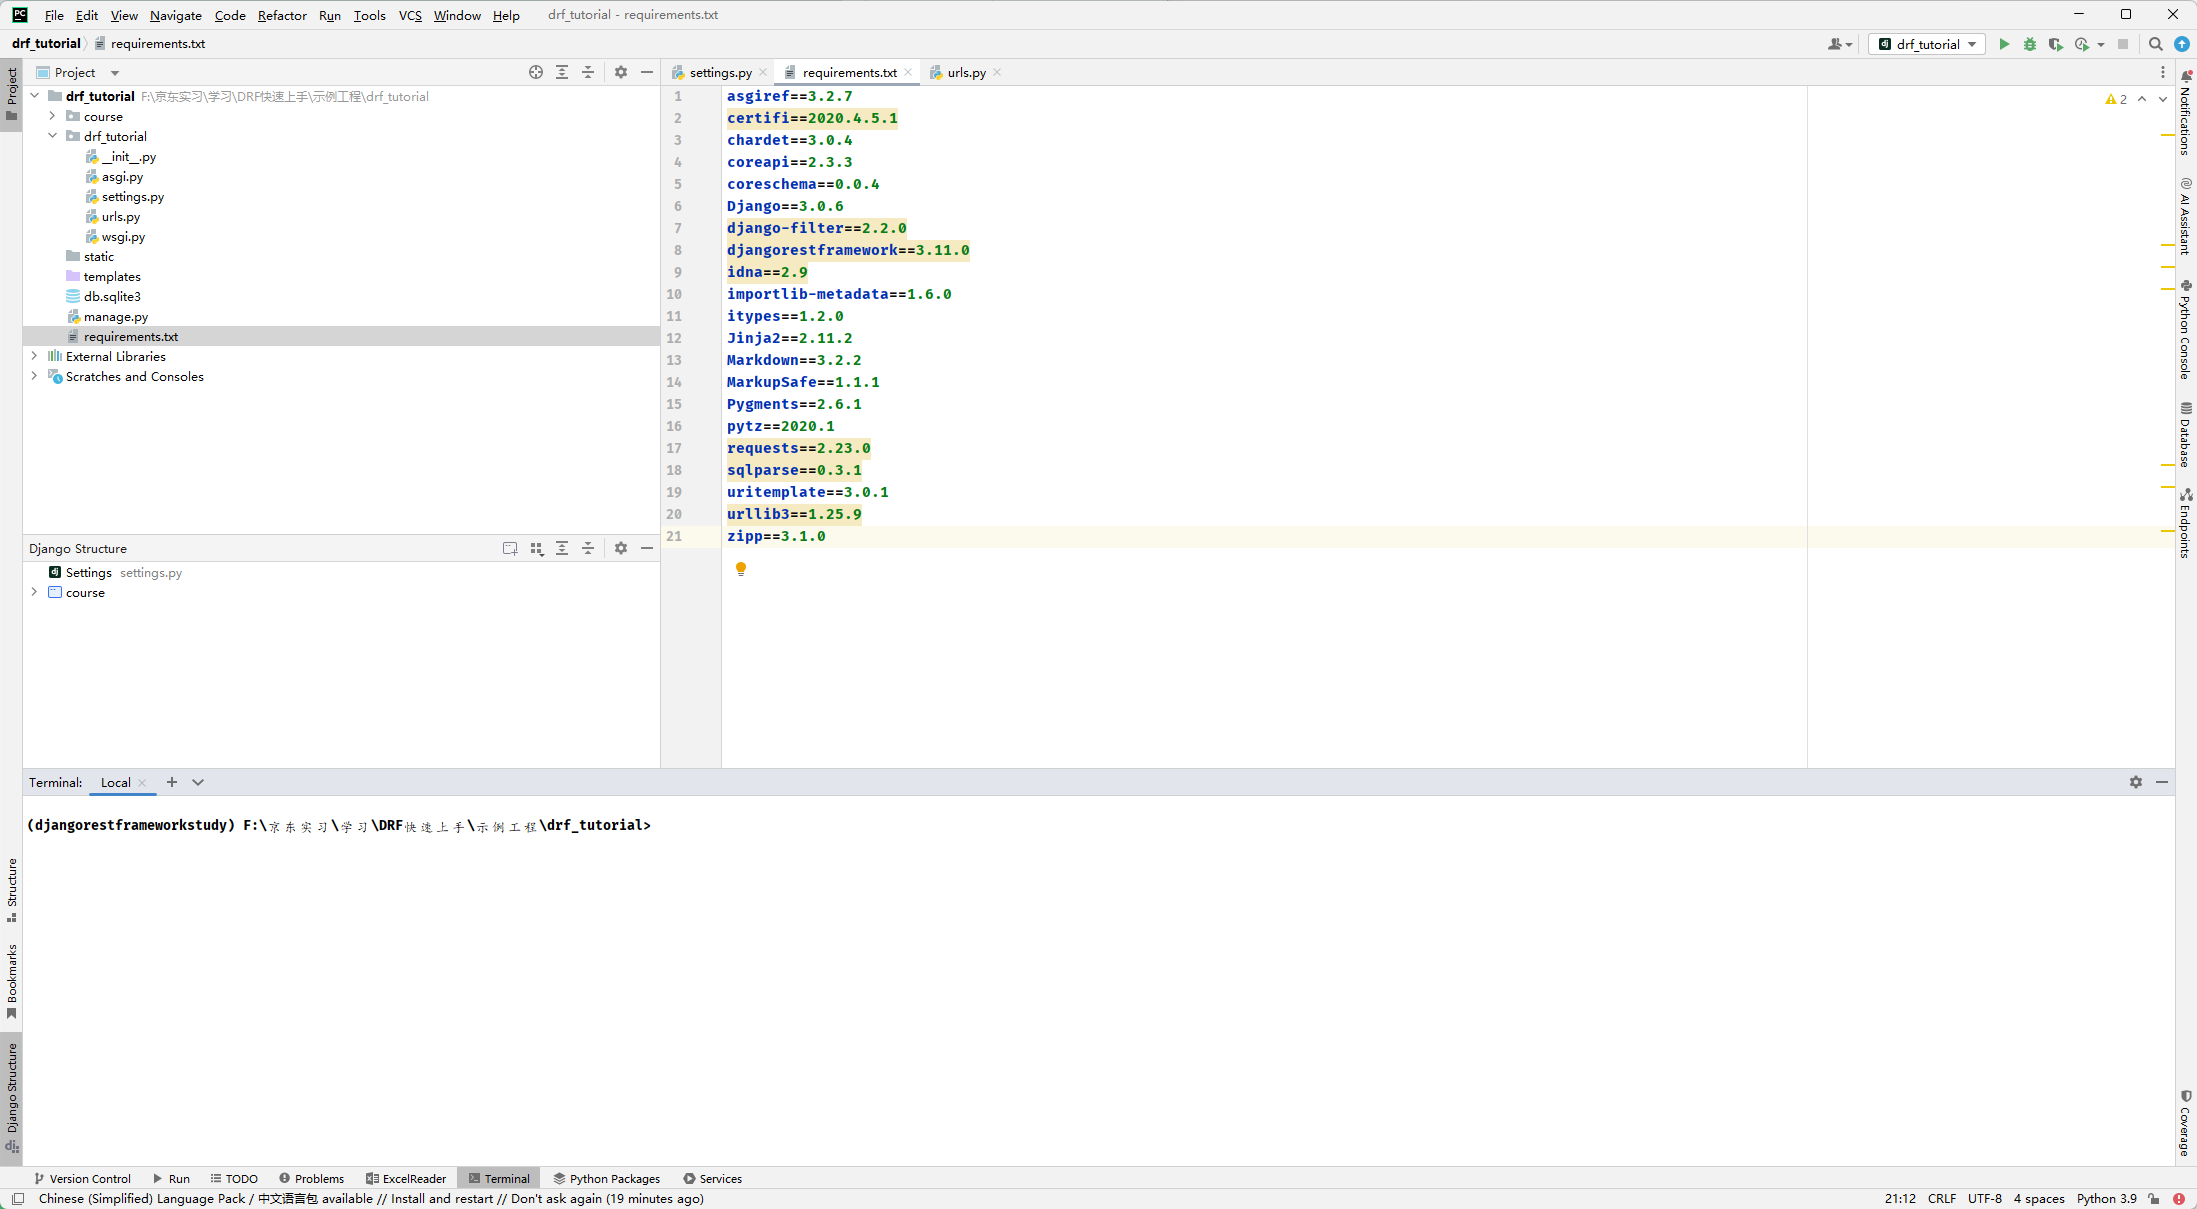 PC File Edit View Navigate Code Refactor Run Tools VCS Window Help drf_tutorial - requirements.txt
drf_tutorial requirements.txt
dj drf_tutorial
Project
settings.py requirements.txt urls.py
drf_tutorial F:\京东实习\学习\DRF快速上手\示例工程\drf_tutorial
course
drf_tutorial
__init__.py
asgi.py
settings.py
urls.py
wsgi.py
static
templates
db.sqlite3
manage.py
requirements.txt
External Libraries
Scratches and Consoles
Django Structure
dj Settings settings.py
course
1 asgiref==3.2.7
2 certifi==2020.4.5.1
3 chardet==3.0.4
4 coreapi==2.3.3
5 coreschema==0.0.4
6 Django==3.0.6
7 django-filter==2.2.0
8 djangorestframework==3.11.0
9 idna==2.9
10 importlib-metadata==1.6.0
11 itypes==1.2.0
12 Jinja2==2.11.2
13 Markdown==3.2.2
14 MarkupSafe==1.1.1
15 Pygments==2.6.1
16 pytz==2020.1
17 requests==2.23.0
18 sqlparse==0.3.1
19 uritemplate==3.0.1
20 urllib3==1.25.9
21 zipp==3.1.0
2
Project
Structure
Bookmarks
Django Structure
dj
Notifications
AI Assistant
Python Console
Database
Endpoints
Coverage
Terminal: Local
(djangorestframeworkstudy) F:\京东实习\学习\DRF快速上手\示例工程\drf_tutorial>
Version Control Run TODO Problems ExcelReader Terminal Python Packages Services
Chinese (Simplified) Language Pack / 中文语言包 available // Install and restart // Don't ask again (19 minutes ago)
21:12 CRLF UTF-8 4 spaces Python 3.9